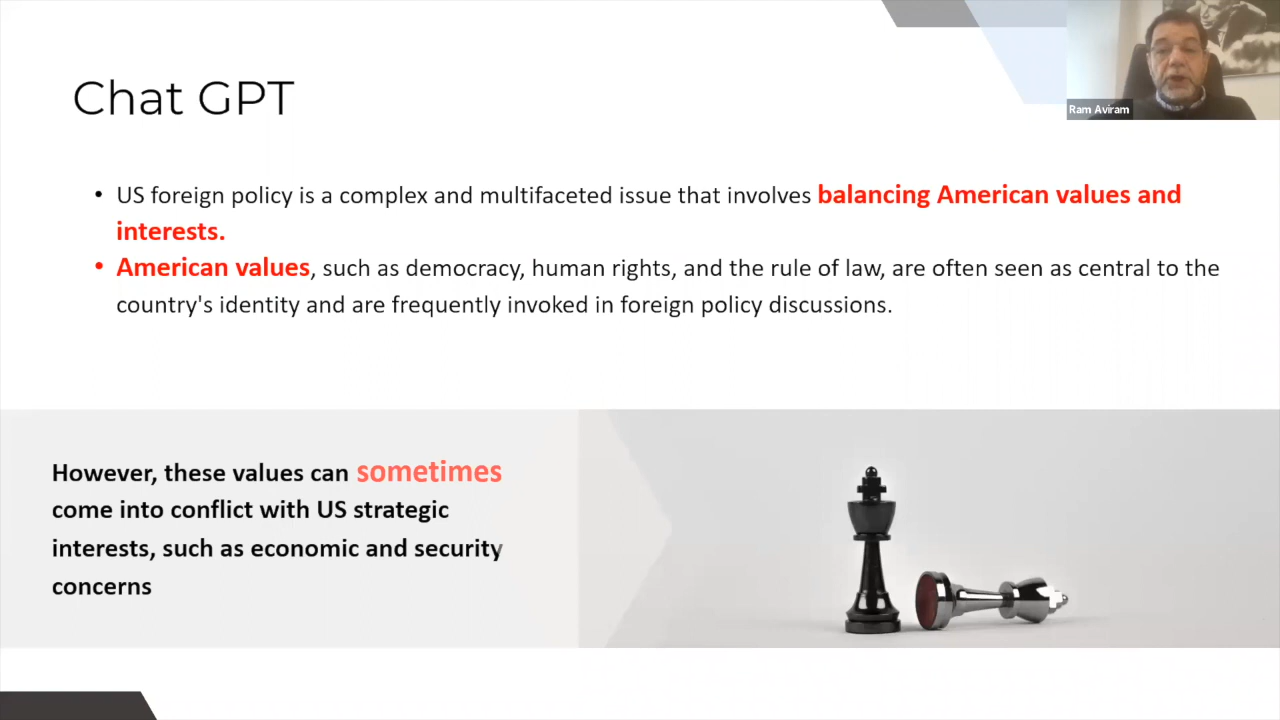 Chat GPT
Ram Aviram
• US foreign policy is a complex and multifaceted issue that involves balancing American values and
interests.
• American values, such as democracy, human rights, and the rule of law, are often seen as central to the
country's identity and are frequently invoked in foreign policy discussions.
However, these values can sometimes
come into conflict with US strategic
interests, such as economic and security
concerns